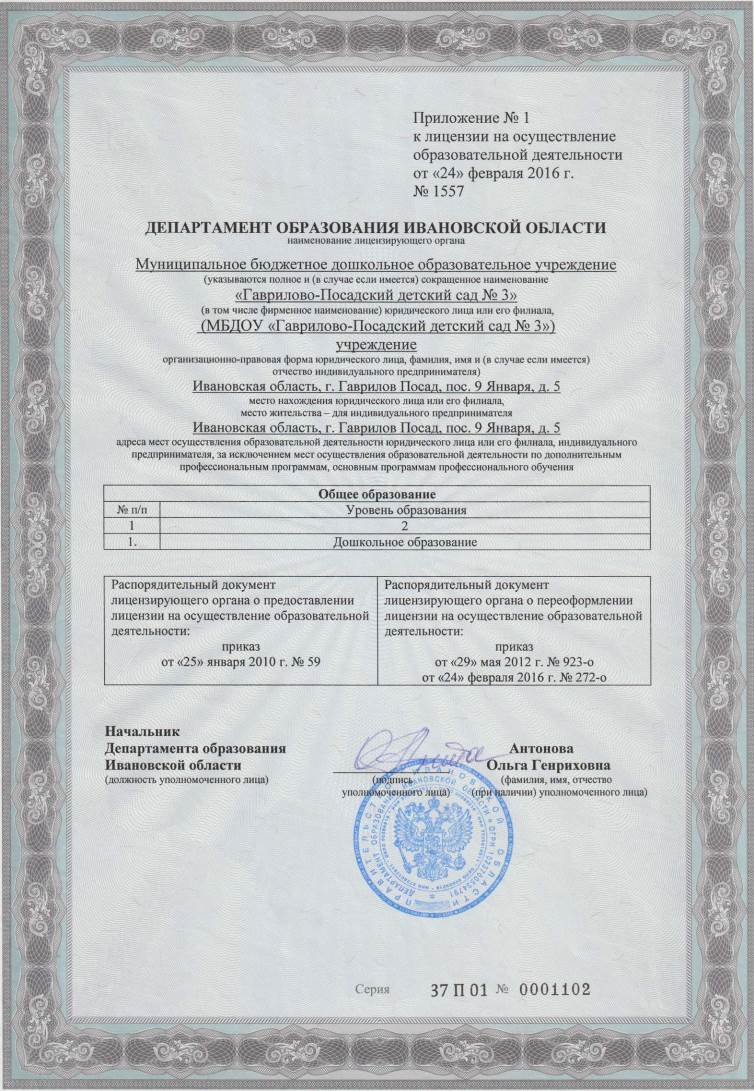 Приложение № 1
к лицензии на осуществление
образовательной деятельности
от «24» февраля 2016 г.
№ 1557
ДЕПАРТАМЕНТ ОБРАЗОВАНИЯ ИВАНОВСКОЙ ОБЛАСТИ
наименование лицензирующего органа
Муниципальное бюджетное дошкольное образовательное учреждение
(указываются полное и (в случае если имеется) сокращенное наименование
«Гаврилово-Посадский детский сад № 3»
(в том числе фирменное наименование) юридического лица или его филиала,
(МБДОУ «Гаврилово-Посадский детский сад № 3»)
учреждение
организационно-правовая форма юридического лица, фамилия, имя и (в случае если имеется)
отчество индивидуального предпринимателя)
Ивановская область, г. Гаврилов Посад, пос. 9 Января, д. 5
место нахождения юридического лица или его филиала,
место жительства – для индивидуального предпринимателя
Ивановская область, г. Гаврилов Посад, пос. 9 Января, д. 5
адреса мест осуществления образовательной деятельности юридического лица или его филиала, индивидуального
предпринимателя, за исключением мест осуществления образовательной деятельности по дополнительным
профессиональным программам, основным программам профессионального обучения
Общее образование
№ п/п Уровень образования
1 2
1. Дошкольное образование
Распорядительный документ
лицензирующего органа о предоставлении
лицензии на осуществление образовательной
деятельности:
приказ
от «25» января 2010 г. № 59
Распорядительный документ
лицензирующего органа о переоформлении
лицензии на осуществление образовательной
деятельности:
приказ
от «29» мая 2012 г. № 923-о
от «24» февраля 2016 г. № 272-о
Начальник
Департамента образования
Ивановской области
(должность уполномоченного лица)
(подпись
уполномоченного лица)
Антонова
Ольга Генриховна
(фамилия, имя, отчество
(при наличии) уполномоченного лица)
ПРАВИТЕЛЬСТВО ИВАНОВСКОЙ ОБЛАСТИ
ДЕПАРТАМЕНТ ОБРАЗОВАНИЯ ИВАНОВСКОЙ ОБЛАСТИ
Серия 37 П 01 № 0001102